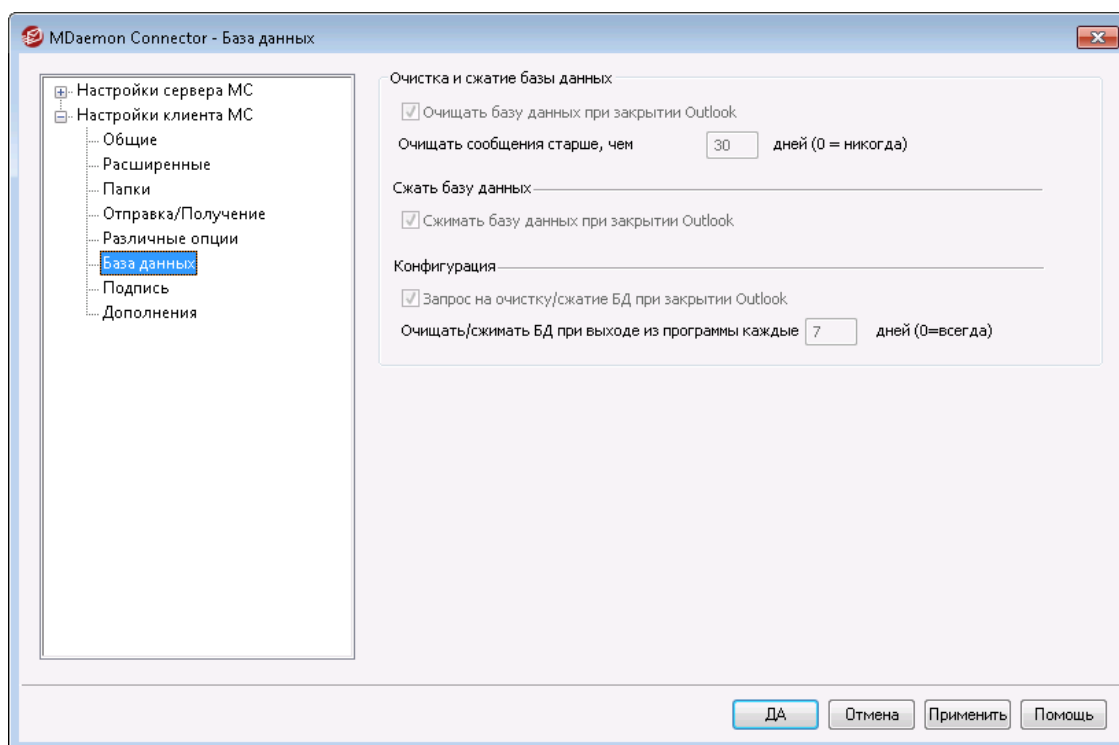 MDaemon Connector - База данных
Настройки сервера МС
Настройки клиента МС
Общие
Расширенные
Папки
Отправка/Получение
Различные опции
База данных
Подпись
Дополнения
Очистка и сжатие базы данных
Очищать базу данных при закрытии Outlook
Очищать сообщения старше, чем 30 дней (0 = никогда)
Сжать базу данных
Сжимать базу данных при закрытии Outlook
Конфигурация
Запрос на очистку/сжатие БД при закрытии Outlook
Очищать/сжимать БД при выходе из программы каждые 7 дней (0=всегда)
ДА Отмена Применить Помощь